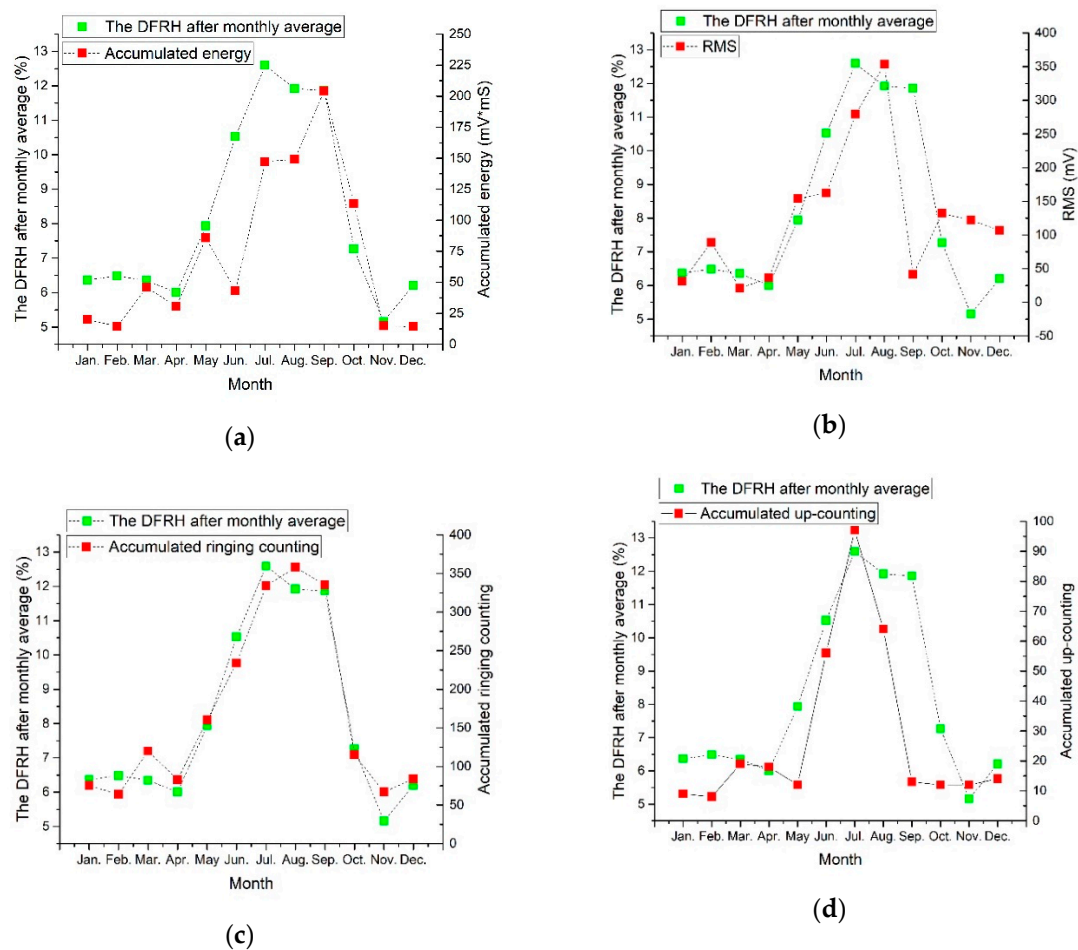 The DFRH after monthly average
Accumulated energy
The DFRH after monthly average (%)
13
12
11
10
9
8
7
6
5
250
225
200
175
150
125
100
75
50
25
0
Accumulated energy (mV*mS)
Jan. Feb. Mar. Apr. May Jun. Jul. Aug. Sep. Oct. Nov. Dec.
Month
(a)
The DFRH after monthly average
RMS
The DFRH after monthly average (%)
13
12
11
10
9
8
7
6
5
400
350
300
250
200
150
100
50
0
-50
RMS (mV)
Jan. Feb. Mar. Apr. May Jun. Jul. Aug. Sep. Oct. Nov. Dec.
Month
(b)
The DFRH after monthly average
Accumulated ringing counting
The DFRH after monthly average (%)
13
12
11
10
9
8
7
6
5
400
350
300
250
200
150
100
50
0
Accumulated ringing counting
Jan. Feb. Mar. Apr. May Jun. Jul. Aug. Sep. Oct. Nov. Dec.
Month
(c)
The DFRH after monthly average
Accumulated up-counting
The DFRH after monthly average (%)
13
12
11
10
9
8
7
6
5
100
90
80
70
60
50
40
30
20
10
0
Accumulated up-counting
Jan. Feb. Mar. Apr. May Jun. Jul. Aug. Sep. Oct. Nov. Dec.
Month
(d)